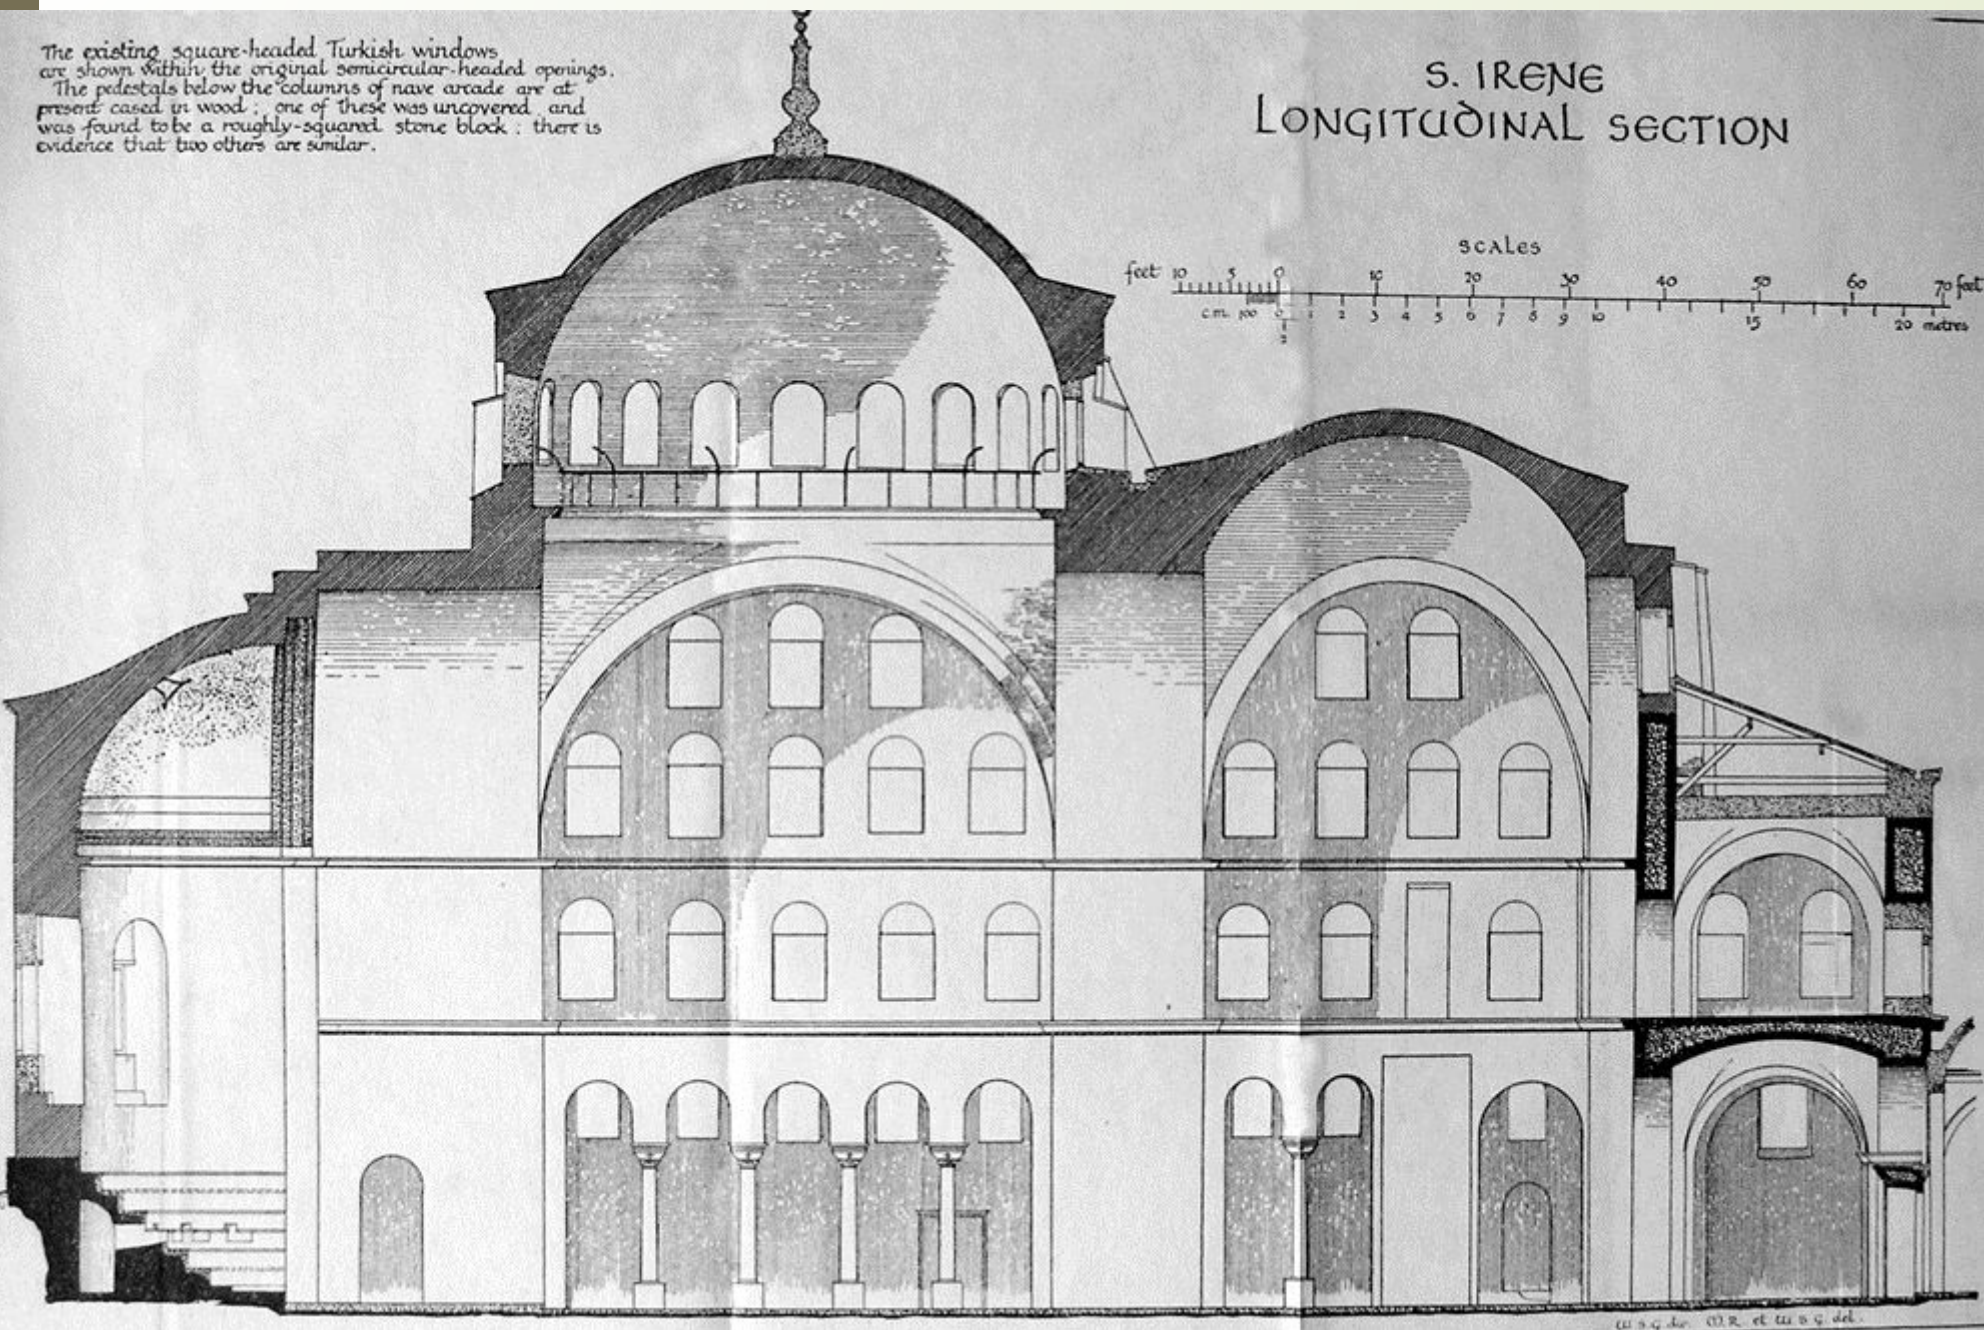 The existing square-headed Turkish windows
are shown within the original semicircular-headed openings.
The pedestals below the columns of nave arcade are at
present cased in wood ; one of these was uncovered and
was found to be a roughly-squared stone block ; there is
evidence that two others are similar.
S. IRENE
LONGITUDINAL SECTION
SCALES
feet 10 5 0 10 20 30 40 50 60 70 feet
c.m. 100 0 1 2 3 4 5 6 7 8 9 10 15 20 metres
W.S.G. M.R. et W.S.G. del.